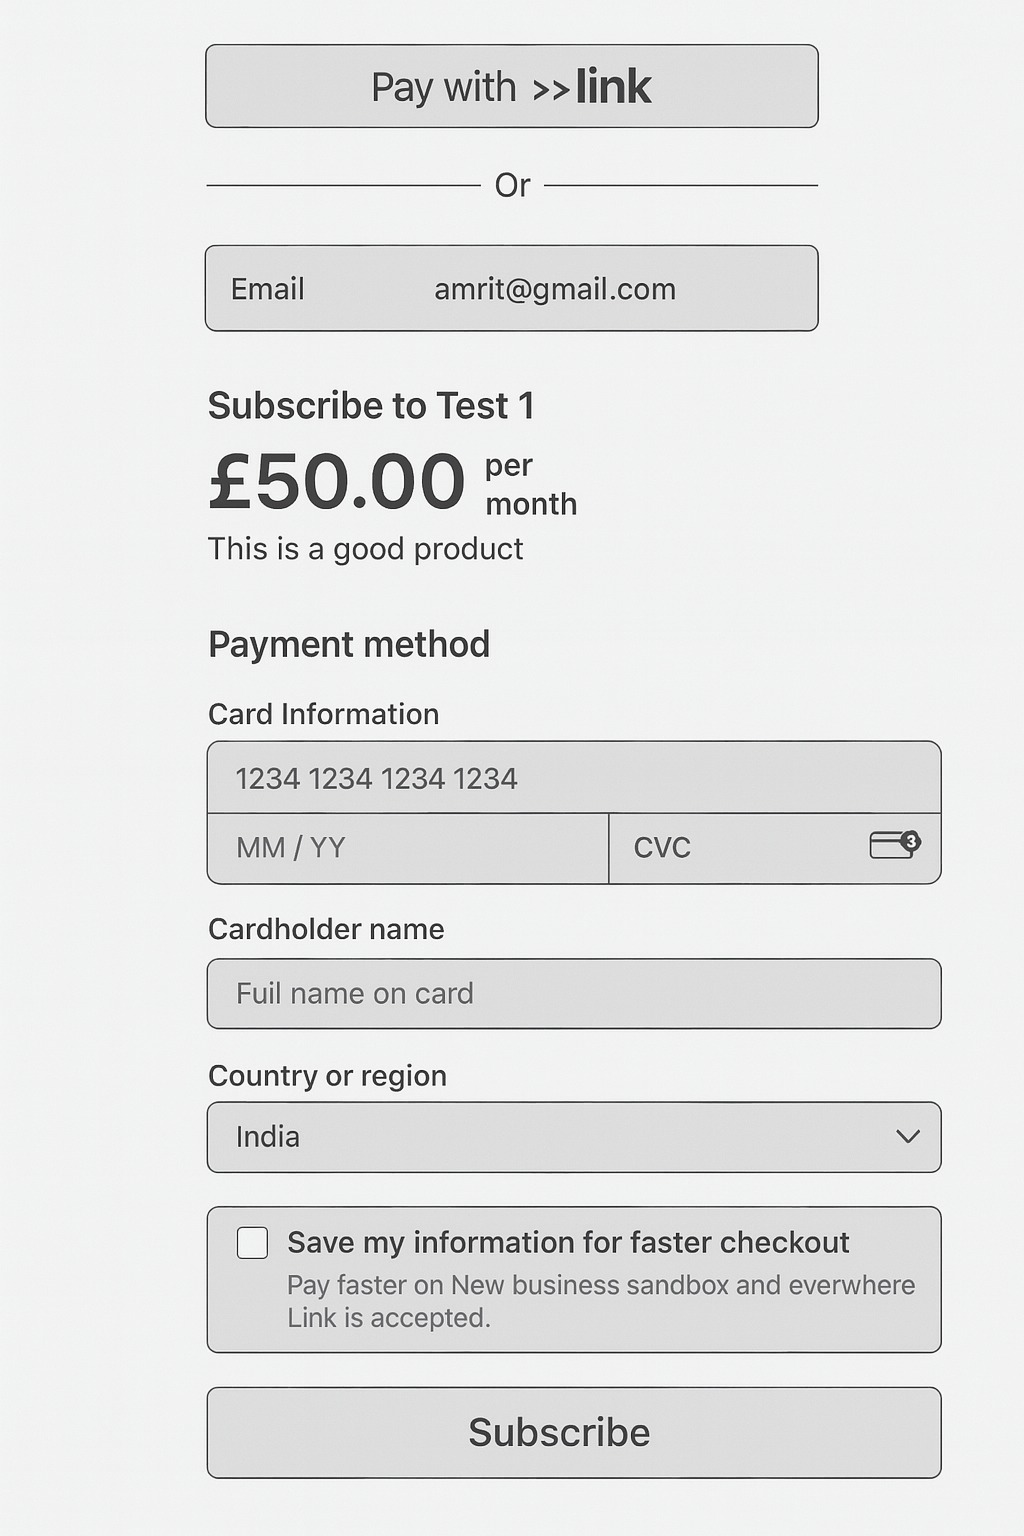 Pay with >>link
Or
Email amrit@gmail.com
Subscribe to Test 1
£50.00 per month
This is a good product
Payment method
Card Information
1234 1234 1234 1234
MM / YY CVC 3
Cardholder name
Fuil name on card
Country or region
India
Save my information for faster checkout
Pay faster on New business sandbox and everwhere
Link is accepted.
Subscribe